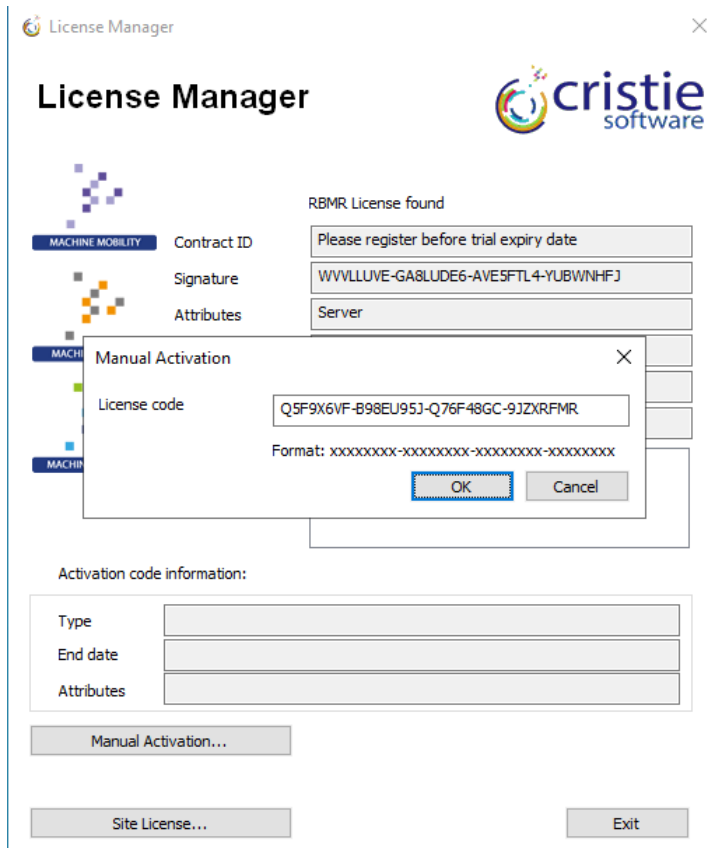 License Manager
License Manager
cristie
software
RBMR License found
MACHINE MOBILITY
Contract ID
Please register before trial expiry date
Signature
WVVLLUVE-GA8LUDE6-AVE5FTL4-YUBWNHFJ
Attributes
Server
Manual Activation
License code
Q5F9X6VF-B98EU95J-Q76F48GC-9JZXRFMR
Format: xxxxxxxx-xxxxxxxx-xxxxxxxx-xxxxxxxx
OK
Cancel
Activation code information:
Type
End date
Attributes
Manual Activation...
Site License...
Exit